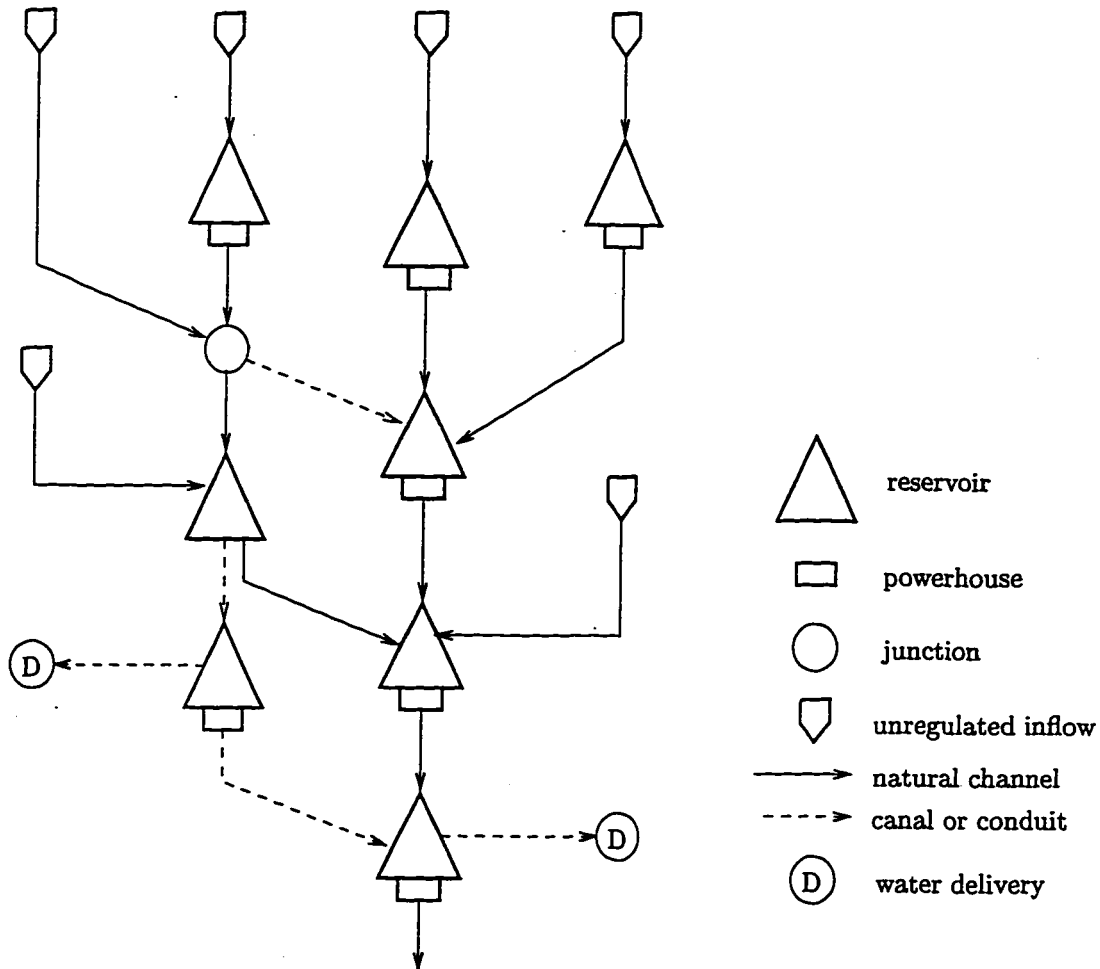 reservoir
powerhouse
junction
D
unregulated inflow
natural channel
D
canal or conduit
D
water delivery